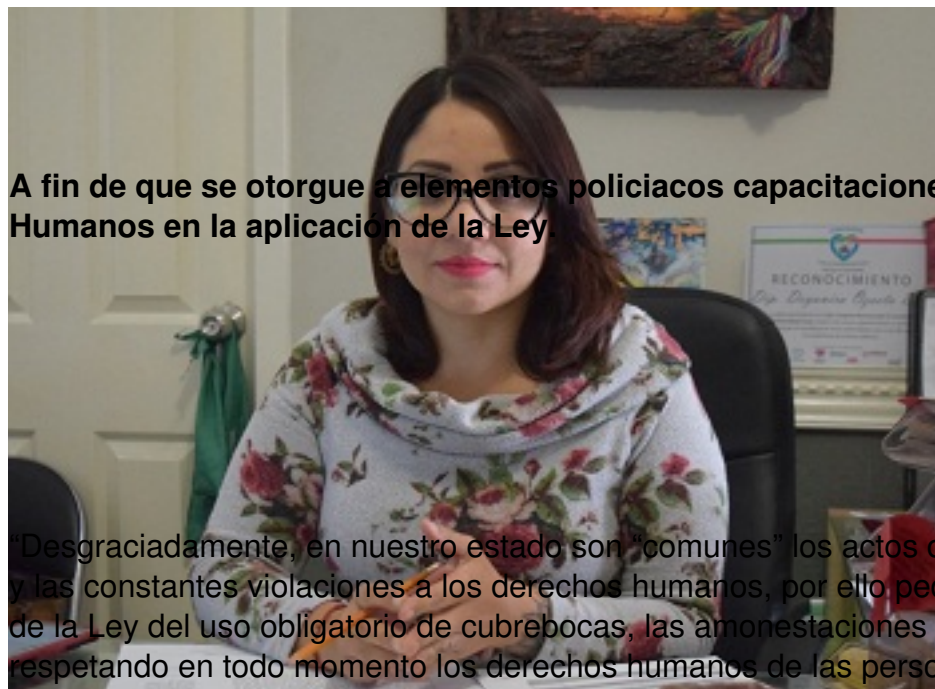 A fin de que se otorgue a elementos policiacos capacitacione
Humanos en la aplicación de la Ley.
RECONOCIMIENTO
“Desgraciadamente, en nuestro estado son “comunes” los actos
y las constantes violaciones a los derechos humanos, por ello ped
de la Ley del uso obligatorio de cubrebocas, las amonestaciones
respetando en todo momento los derechos humanos de las perso